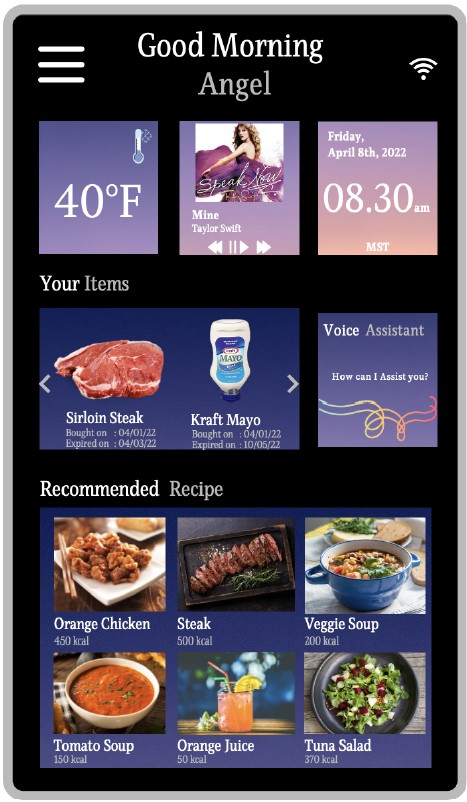 Good Morning
Angel
40°F
Speak Now
Mine
Taylor Swift
Friday,
April 8th, 2022
08.30am
MST
Your Items
KRAFT
MAYO
Sirloin Steak
Bought on : 04/01/22
Expired on : 04/03/22
Kraft Mayo
Bought on : 04/01/22
Expired on : 10/05/22
Voice Assistant
How can I Assist you?
Recommended Recipe
Orange Chicken
450 kcal
Steak
500 kcal
Veggie Soup
200 kcal
Tomato Soup
150 kcal
Orange Juice
50 kcal
Tuna Salad
370 kcal